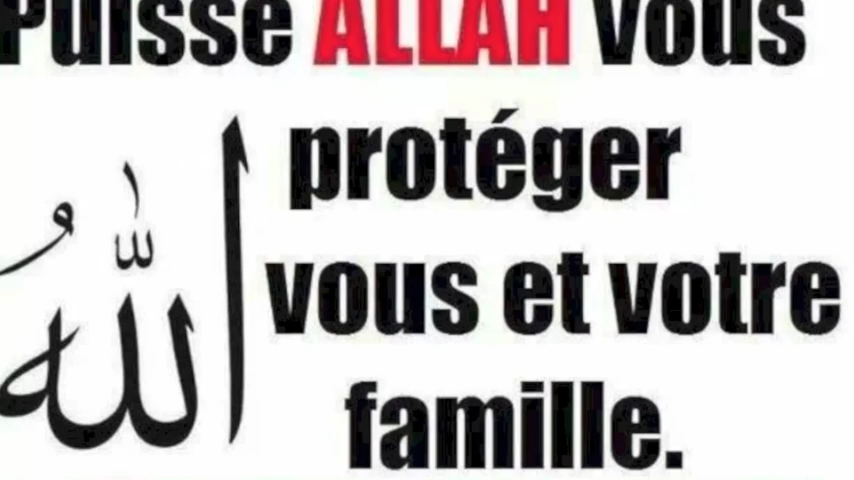 Puisse ALLAH vous
protéger
الله
vous et votre
famille.